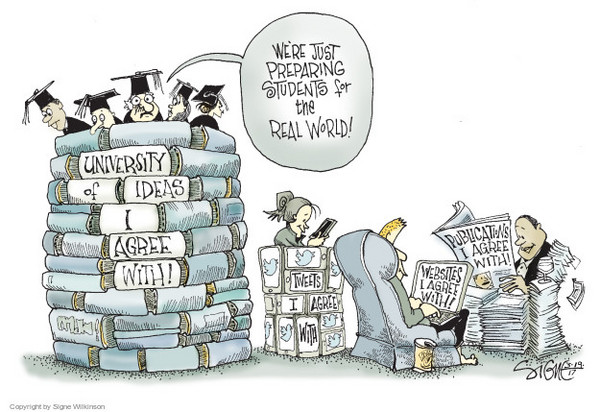 WE'RE JUST
PREPARING
STUDENTS for
the
REAL WORLD!
UNIVERSITY
of IDEAS
I
AGREE
WITH!
TWEETS
I AGREE
WITH
WEBSITES
I AGREE
WITH!
PUBLICATIONS
I AGREE
WITH!
SIGNE
Copyright by Signe Wilkinson